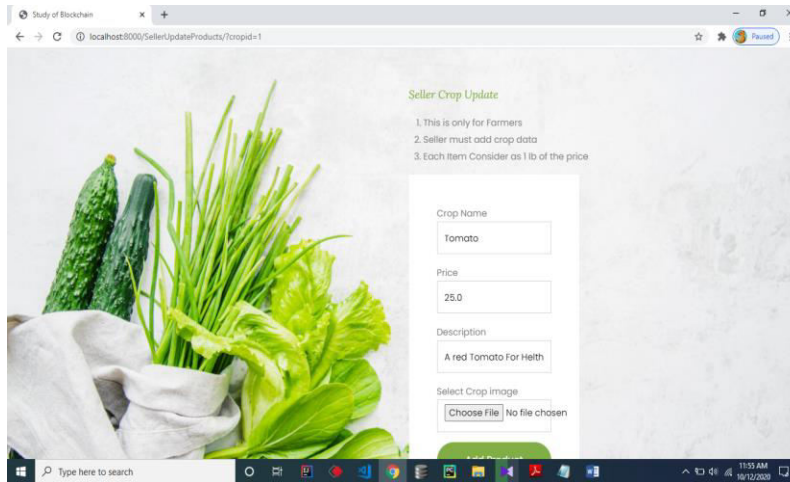 Study of Blockchain
localhost:8000/SellerUpdateProducts/?cropid=1
Paused
Seller Crop Update
1. This is only for Farmers
2. Seller must add crop data
3. Each Item Consider as 1 lb of the price
Crop Name
Tomato
Price
25.0
Description
A red Tomato For Helth
Select Crop image
Choose File No file chosen
Add Product
Type here to search
11:55 AM
10/12/2020